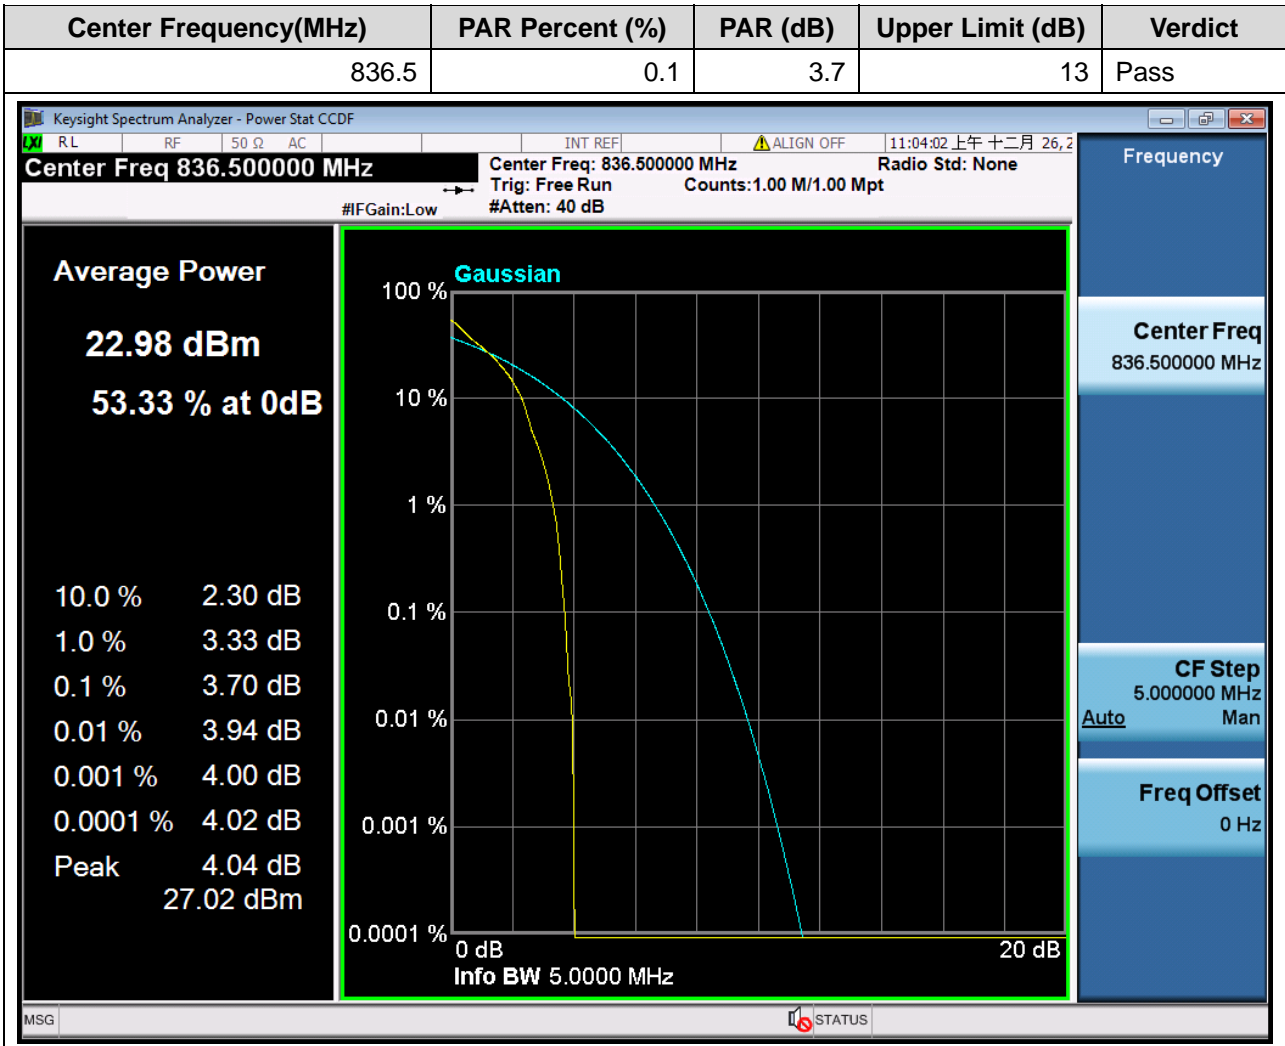 Center Frequency(MHz) PAR Percent (%) PAR (dB) Upper Limit (dB) Verdict
836.5 0.1 3.7 13 Pass
Keysight Spectrum Analyzer - Power Stat CCDF
LXI RL RF 50 Ω AC INT REF ALIGN OFF 11:04:02 上午 十二月 26, 2
Center Freq 836.500000 MHz
Center Freq: 836.500000 MHz Radio Std: None
Trig: Free Run Counts:1.00 M/1.00 Mpt
#IFGain:Low #Atten: 40 dB
Average Power
22.98 dBm
53.33 % at 0dB
10.0 % 2.30 dB
1.0 % 3.33 dB
0.1 % 3.70 dB
0.01 % 3.94 dB
0.001 % 4.00 dB
0.0001 % 4.02 dB
Peak 4.04 dB
27.02 dBm
Gaussian
100 %
10 %
1 %
0.1 %
0.01 %
0.001 %
0.0001 %
0 dB 20 dB
Info BW 5.0000 MHz
Frequency
Center Freq
836.500000 MHz
CF Step
5.000000 MHz
Auto Man
Freq Offset
0 Hz
MSG STATUS